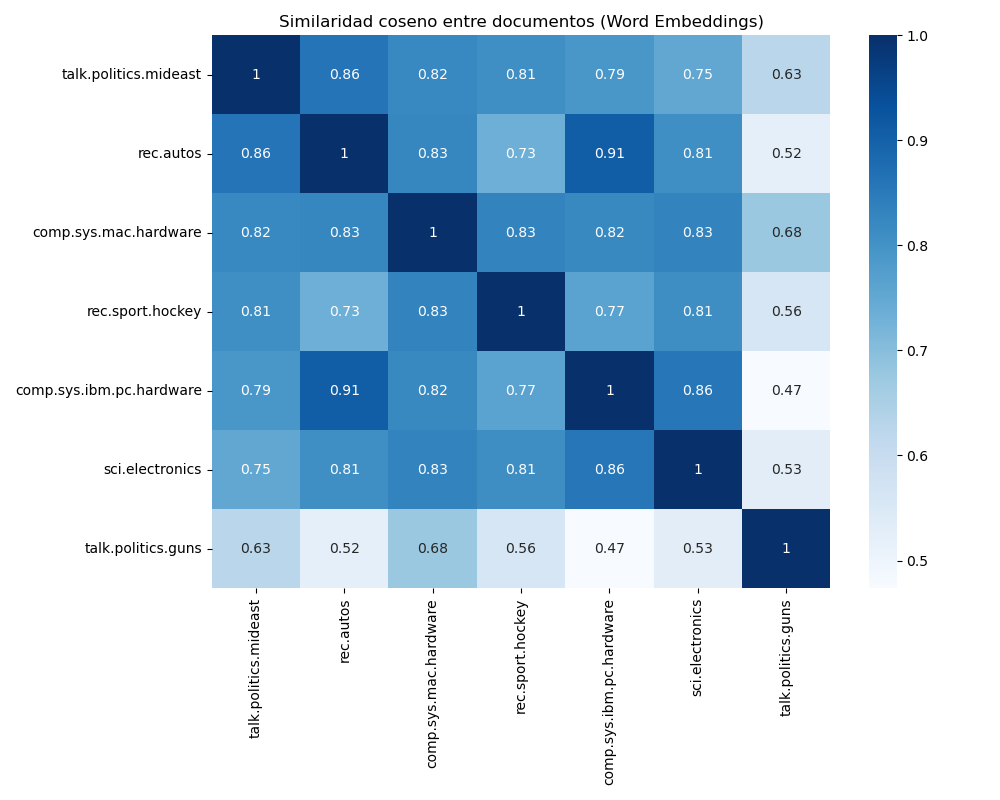 Similaridad coseno entre documentos (Word Embeddings)
talk.politics.mideast 1 0.86 0.82 0.81 0.79 0.75 0.63
rec.autos 0.86 1 0.83 0.73 0.91 0.81 0.52
comp.sys.mac.hardware 0.82 0.83 1 0.83 0.82 0.83 0.68
rec.sport.hockey 0.81 0.73 0.83 1 0.77 0.81 0.56
comp.sys.ibm.pc.hardware 0.79 0.91 0.82 0.77 1 0.86 0.47
sci.electronics 0.75 0.81 0.83 0.81 0.86 1 0.53
talk.politics.guns 0.63 0.52 0.68 0.56 0.47 0.53 1
talk.politics.mideast
rec.autos
comp.sys.mac.hardware
rec.sport.hockey
comp.sys.ibm.pc.hardware
sci.electronics
talk.politics.guns
1.0
0.9
0.8
0.7
0.6
0.5